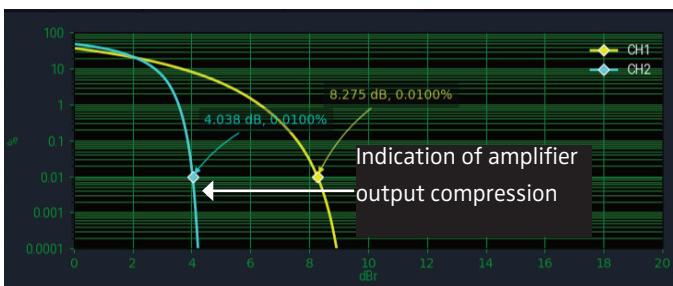 100
10
1
0.1
0.01
0.001
0.0001
%
CH1
CH2
8.275 dB, 0.0100%
4.038 dB, 0.0100%
Indication of amplifier
output compression
0 2 4 6 8 10 12 14 16 18 20
dBr